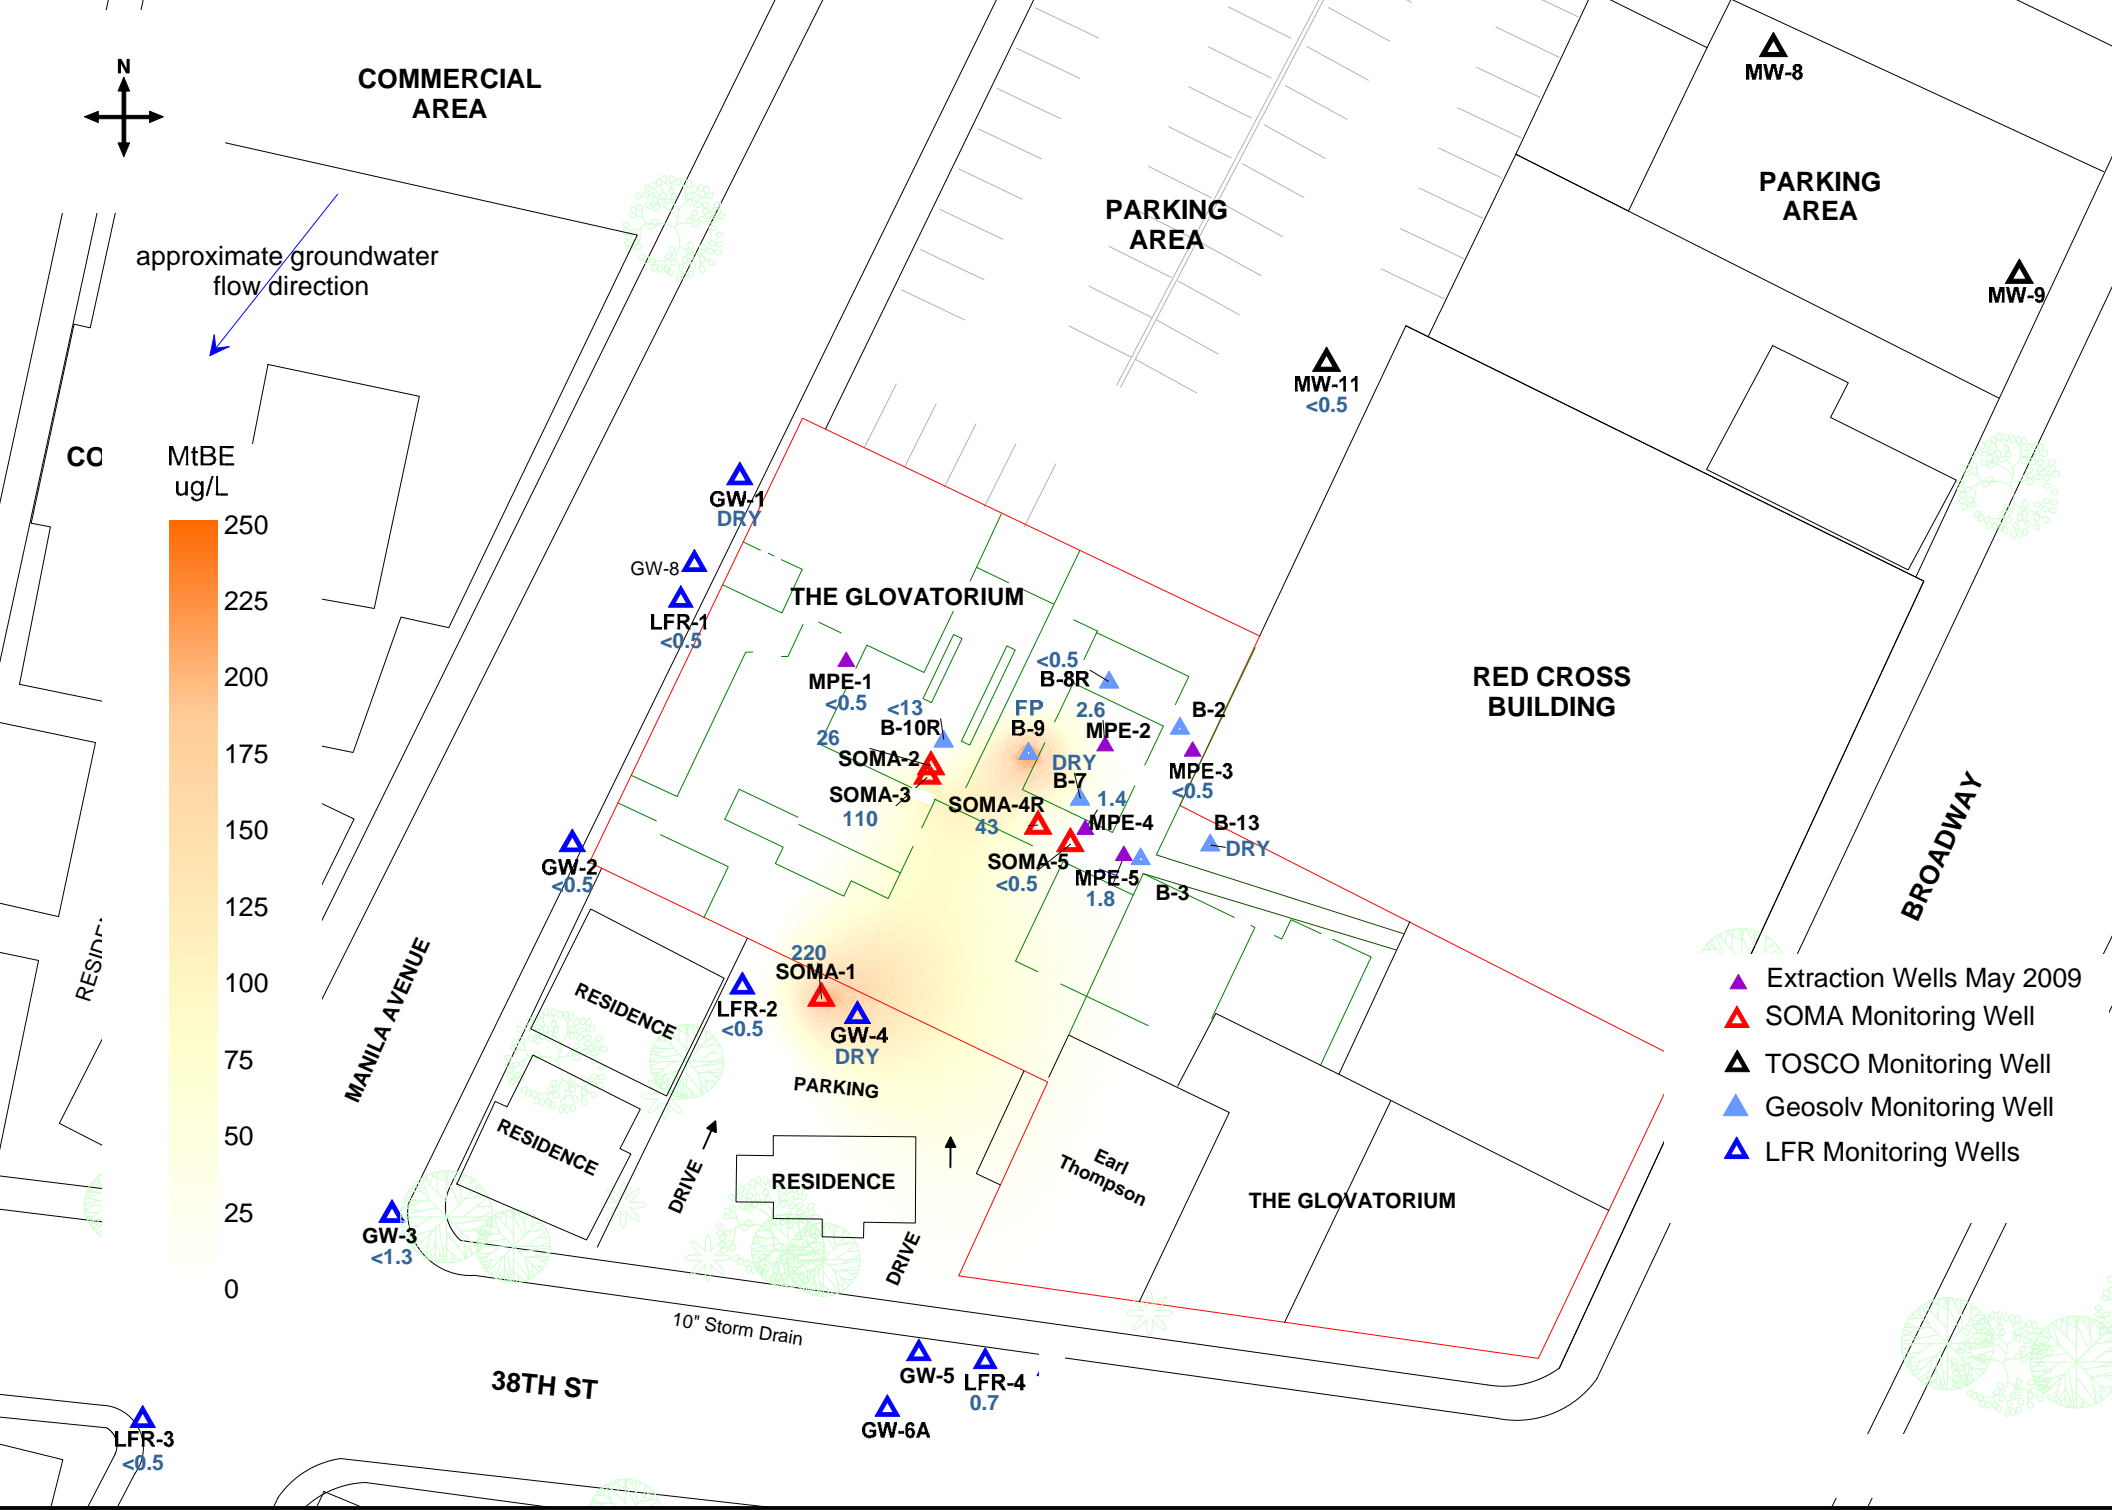 N
COMMERCIAL
AREA
MW-8
PARKING
AREA
PARKING
AREA
approximate groundwater
flow direction
MW-9
MW-11
<0.5
CO
MtBE
ug/L
250
225
200
175
150
125
100
75
50
25
0
GW-1
DRY
GW-8
LFR-1
<0.5
THE GLOVATORIUM
MPE-1
<0.5
<13
B-10R
26
SOMA-2
SOMA-3
110
FP
B-9
<0.5
B-8R
2.6
MPE-2
B-2
MPE-3
<0.5
DRY
B-7
SOMA-4R
43
1.4
MPE-4
B-13
DRY
SOMA-5
<0.5
MPE-5
1.8
B-3
RED CROSS
BUILDING
BROADWAY
GW-2
<0.5
RESIDEN
MANILA AVENUE
RESIDENCE
220
SOMA-1
LFR-2
<0.5
GW-4
DRY
PARKING
RESIDENCE
DRIVE
RESIDENCE
DRIVE
Earl
Thompson
THE GLOVATORIUM
Extraction Wells May 2009
SOMA Monitoring Well
TOSCO Monitoring Well
Geosolv Monitoring Well
LFR Monitoring Wells
GW-3
<1.3
10" Storm Drain
38TH ST
GW-5
LFR-4
0.7
GW-6A
LFR-3
<0.5